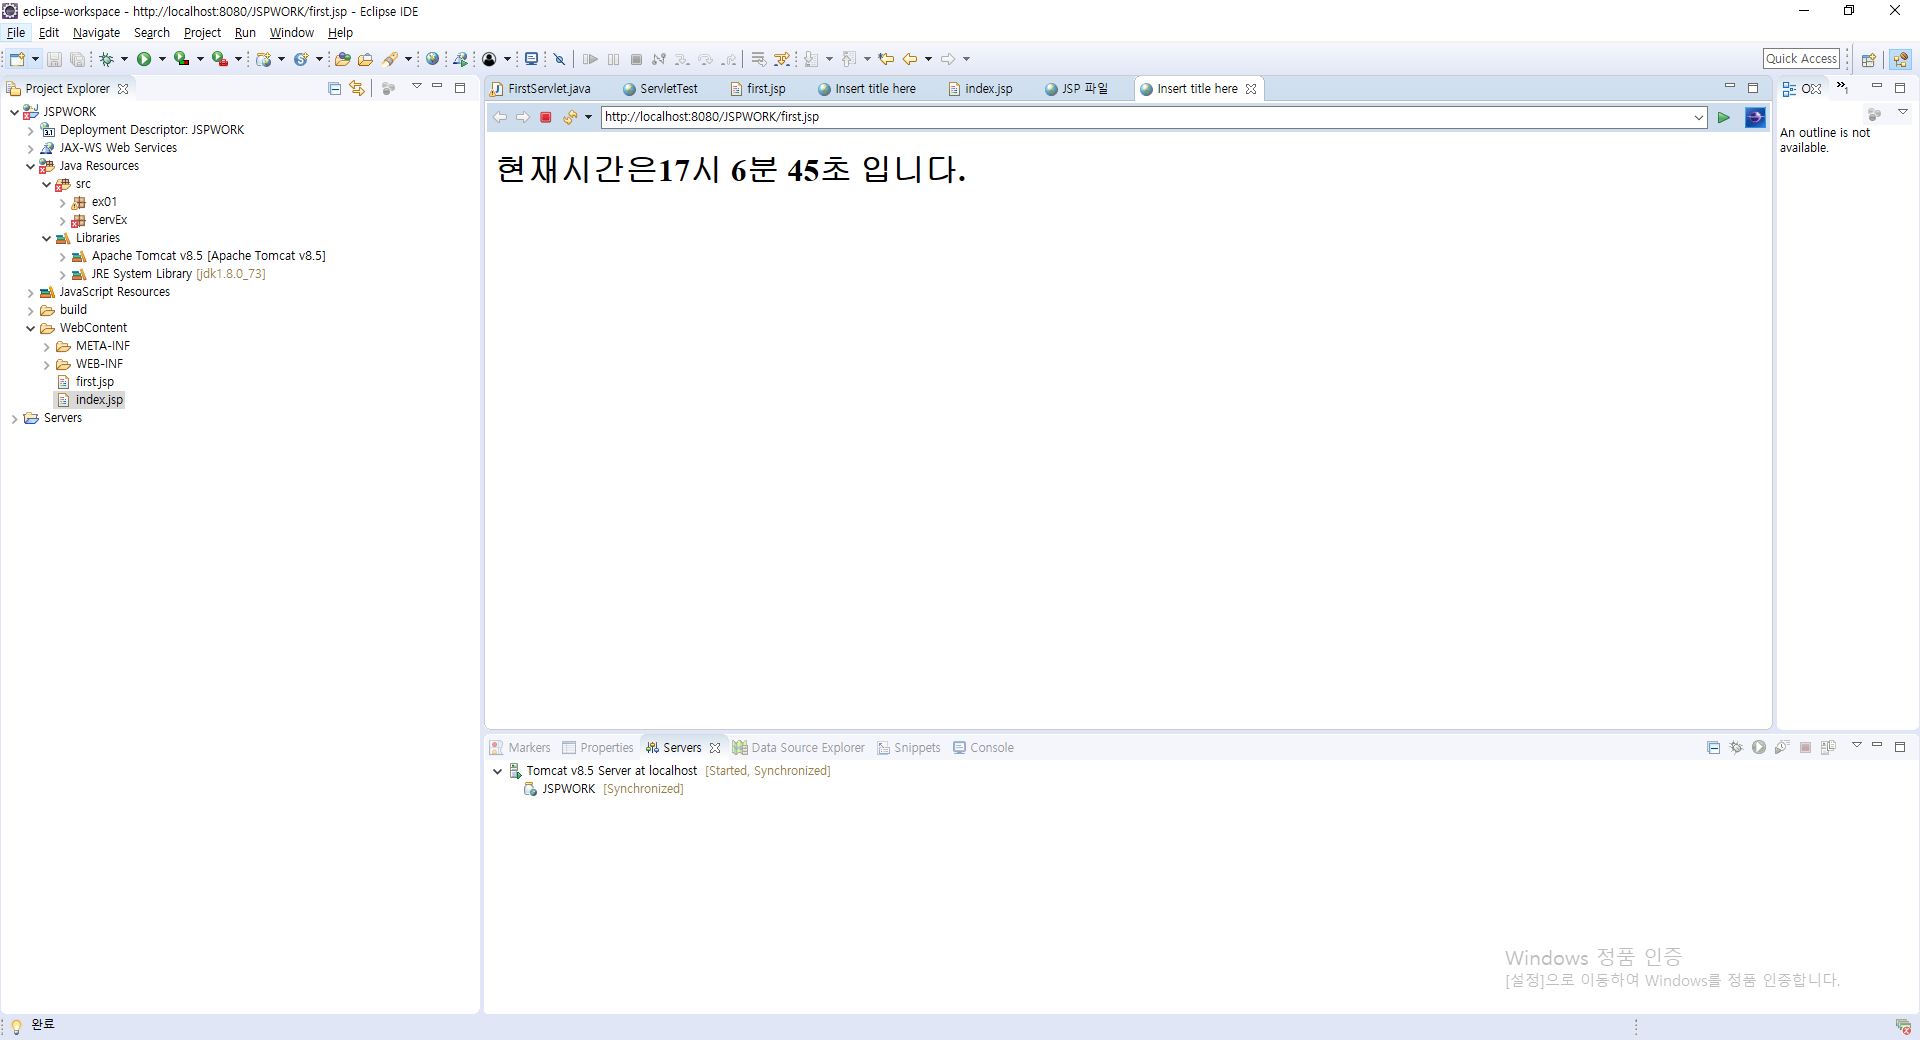 eclipse-workspace - http://localhost:8080/JSPWORK/first.jsp - Eclipse IDE
File Edit Navigate Search Project Run Window Help
Quick Access
Project Explorer
JSPWORK
Deployment Descriptor: JSPWORK
JAX-WS Web Services
Java Resources
src
ex01
ServEx
Libraries
Apache Tomcat v8.5 [Apache Tomcat v8.5]
JRE System Library [jdk1.8.0_73]
JavaScript Resources
build
WebContent
META-INF
WEB-INF
first.jsp
index.jsp
Servers
FirstServlet.java ServletTest first.jsp Insert title here index.jsp JSP 파일 Insert title here
http://localhost:8080/JSPWORK/first.jsp
현재시간은17시 6분 45초 입니다.
An outline is not
available.
Markers Properties Servers Data Source Explorer Snippets Console
Tomcat v8.5 Server at localhost [Started, Synchronized]
JSPWORK [Synchronized]
Windows 정품 인증
[설정]으로 이동하여 Windows를 정품 인증합니다.
완료